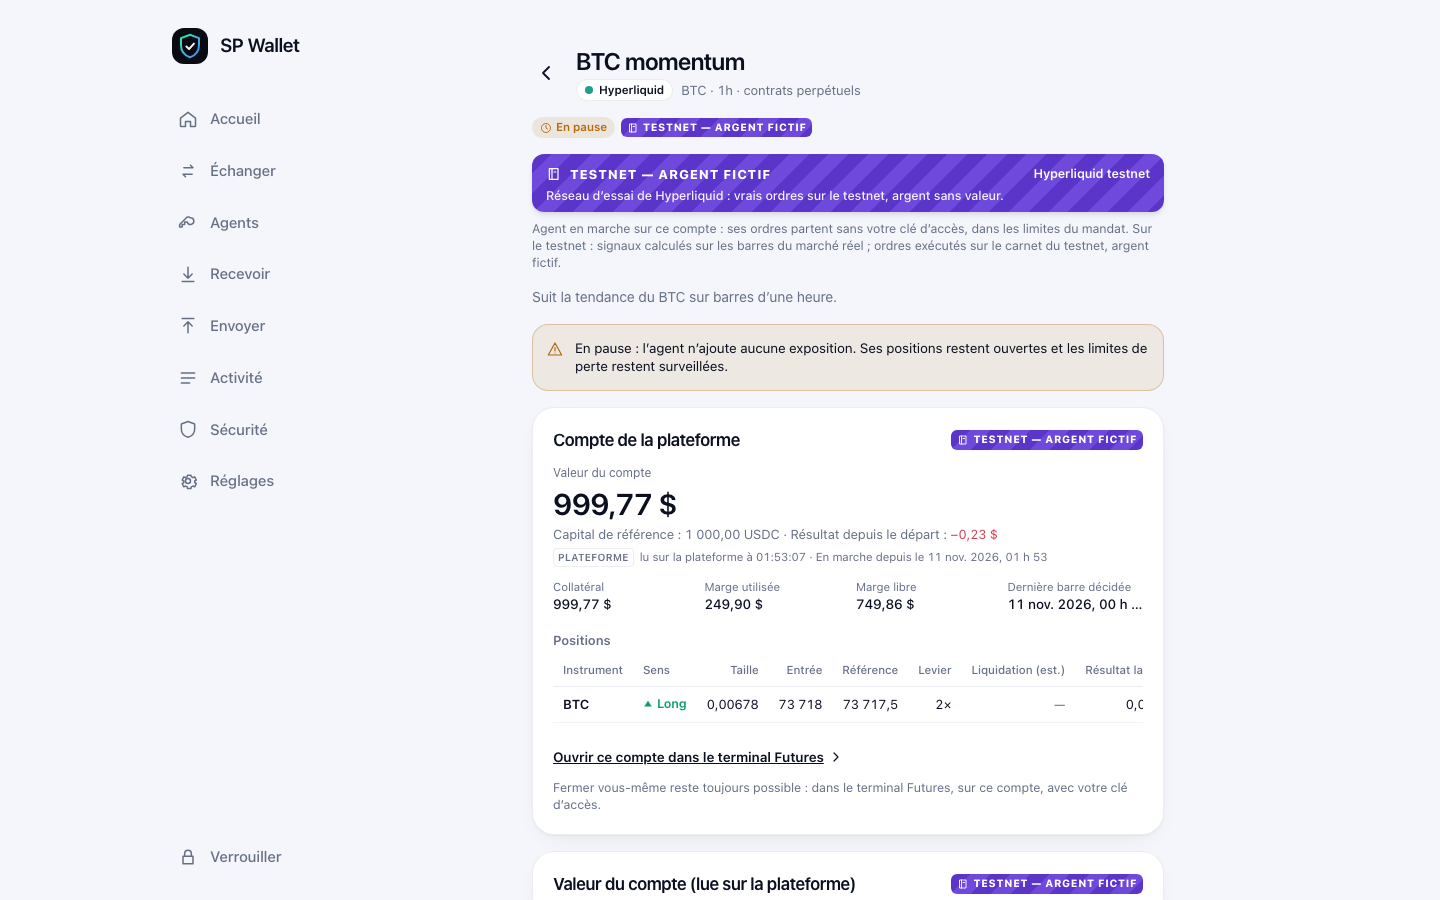 SP Wallet
Accueil
Échanger
Agents
Recevoir
Envoyer
Activité
Sécurité
Réglages
Verrouiller
BTC momentum
Hyperliquid BTC · 1h · contrats perpétuels
En pause TESTNET — ARGENT FICTIF
TESTNET — ARGENT FICTIF Hyperliquid testnet
Réseau d’essai de Hyperliquid : vrais ordres sur le testnet, argent sans valeur.
Agent en marche sur ce compte : ses ordres partent sans votre clé d’accès, dans les limites du mandat. Sur
le testnet : signaux calculés sur les barres du marché réel ; ordres exécutés sur le carnet du testnet, argent
fictif.
Suit la tendance du BTC sur barres d’une heure.
En pause : l’agent n’ajoute aucune exposition. Ses positions restent ouvertes et les limites de
perte restent surveillées.
Compte de la plateforme TESTNET — ARGENT FICTIF
Valeur du compte
999,77 $
Capital de référence : 1 000,00 USDC · Résultat depuis le départ : −0,23 $
PLATEFORME lu sur la plateforme à 01:53:07 · En marche depuis le 11 nov. 2026, 01 h 53
Collatéral Marge utilisée Marge libre Dernière barre décidée
999,77 $ 249,90 $ 749,86 $ 11 nov. 2026, 00 h ...
Positions
Instrument Sens Taille Entrée Référence Levier Liquidation (est.) Résultat la
BTC Long 0,00678 73 718 73 717,5 2× — 0,0
Ouvrir ce compte dans le terminal Futures
Fermer vous-même reste toujours possible : dans le terminal Futures, sur ce compte, avec votre clé
d’accès.
Valeur du compte (lue sur la plateforme) TESTNET — ARGENT FICTIF